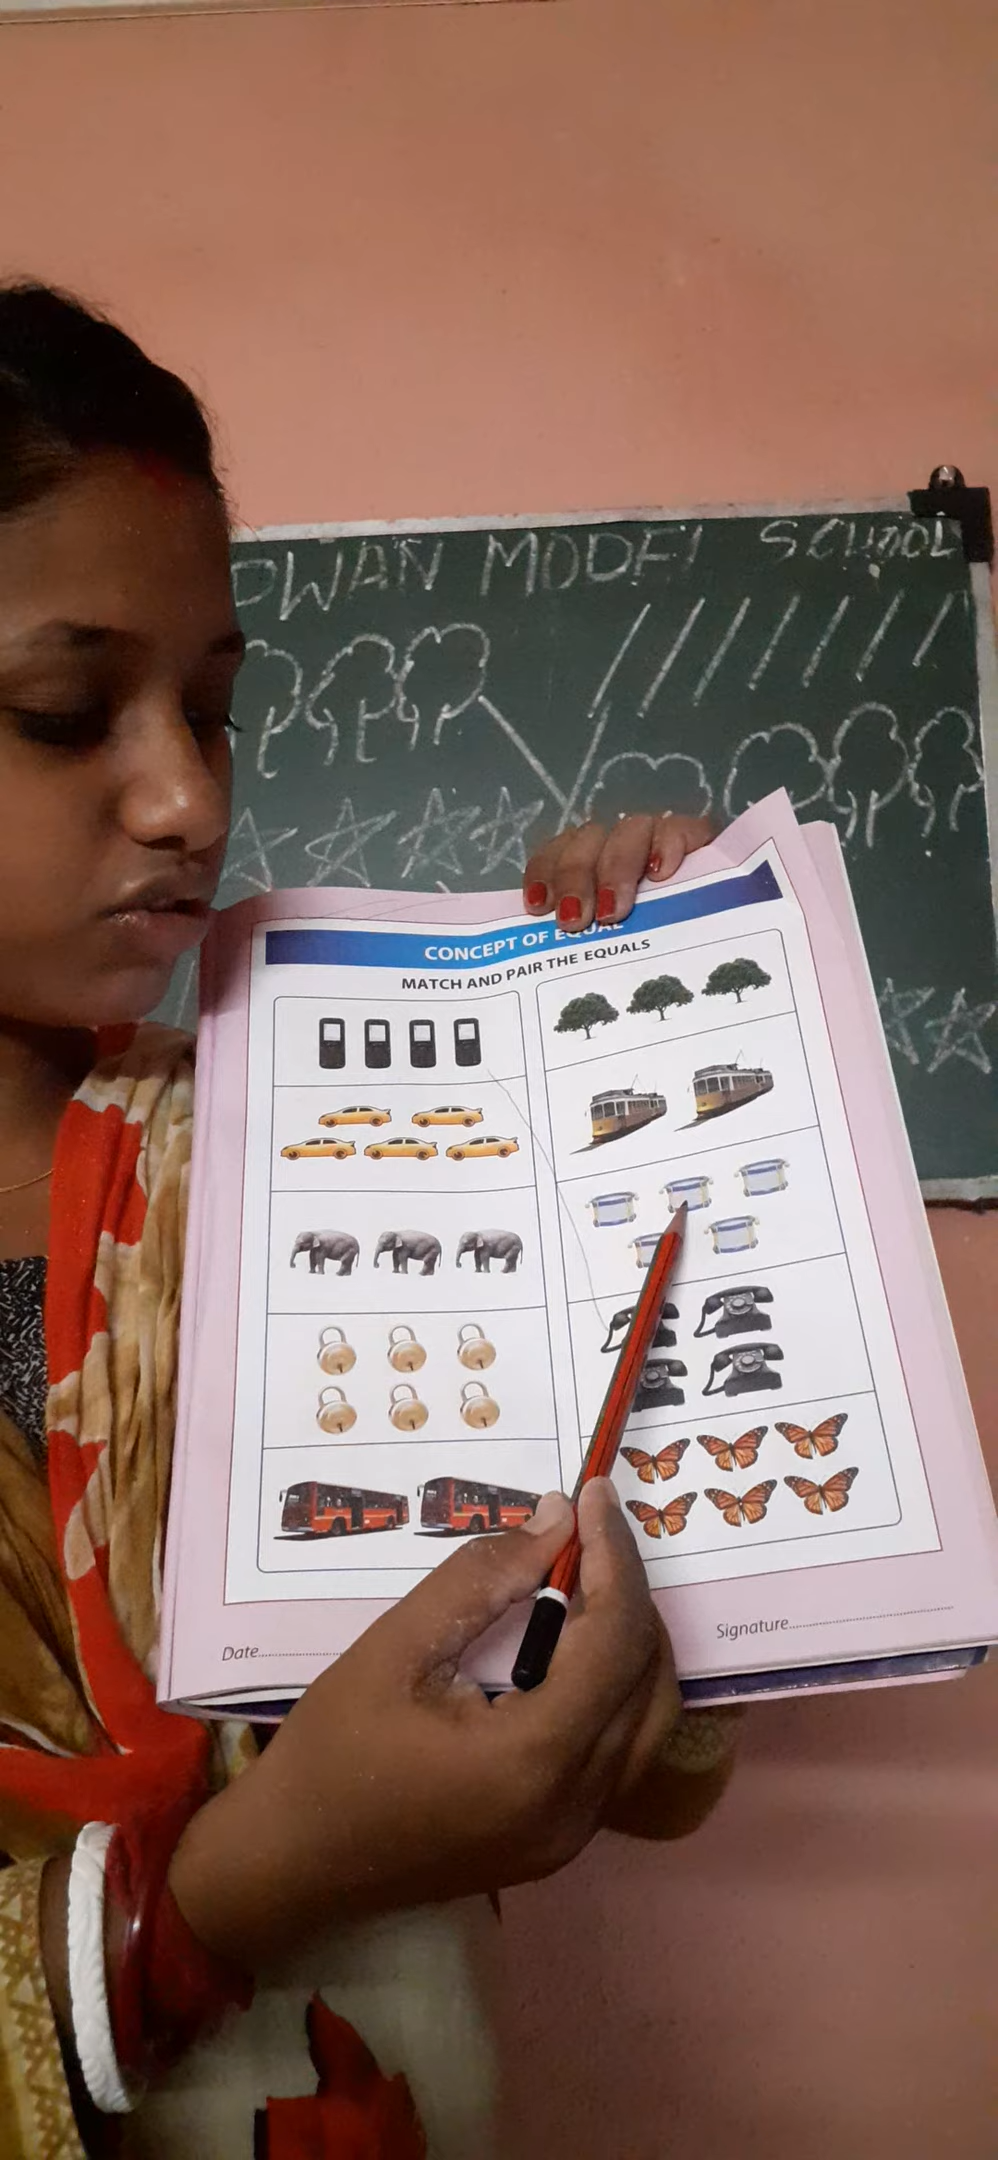 DWAN MODEL SCHOOL
CONCEPT OF EQUAL
MATCH AND PAIR THE EQUALS
Date
Signature